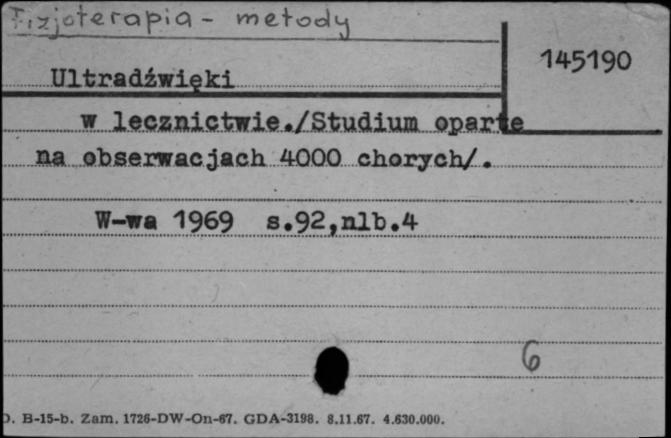 Fizjoterapia - metody
145190
Ultradźwięki
w lecznictwie./Studium oparte
na obserwacjach 4000 chorych/.
W-wa 1969 s.92,nlb.4
6
B-15-b. Zam. 1726-DW-On-67. GDA-3198. 8.11.67. 4.630.000.